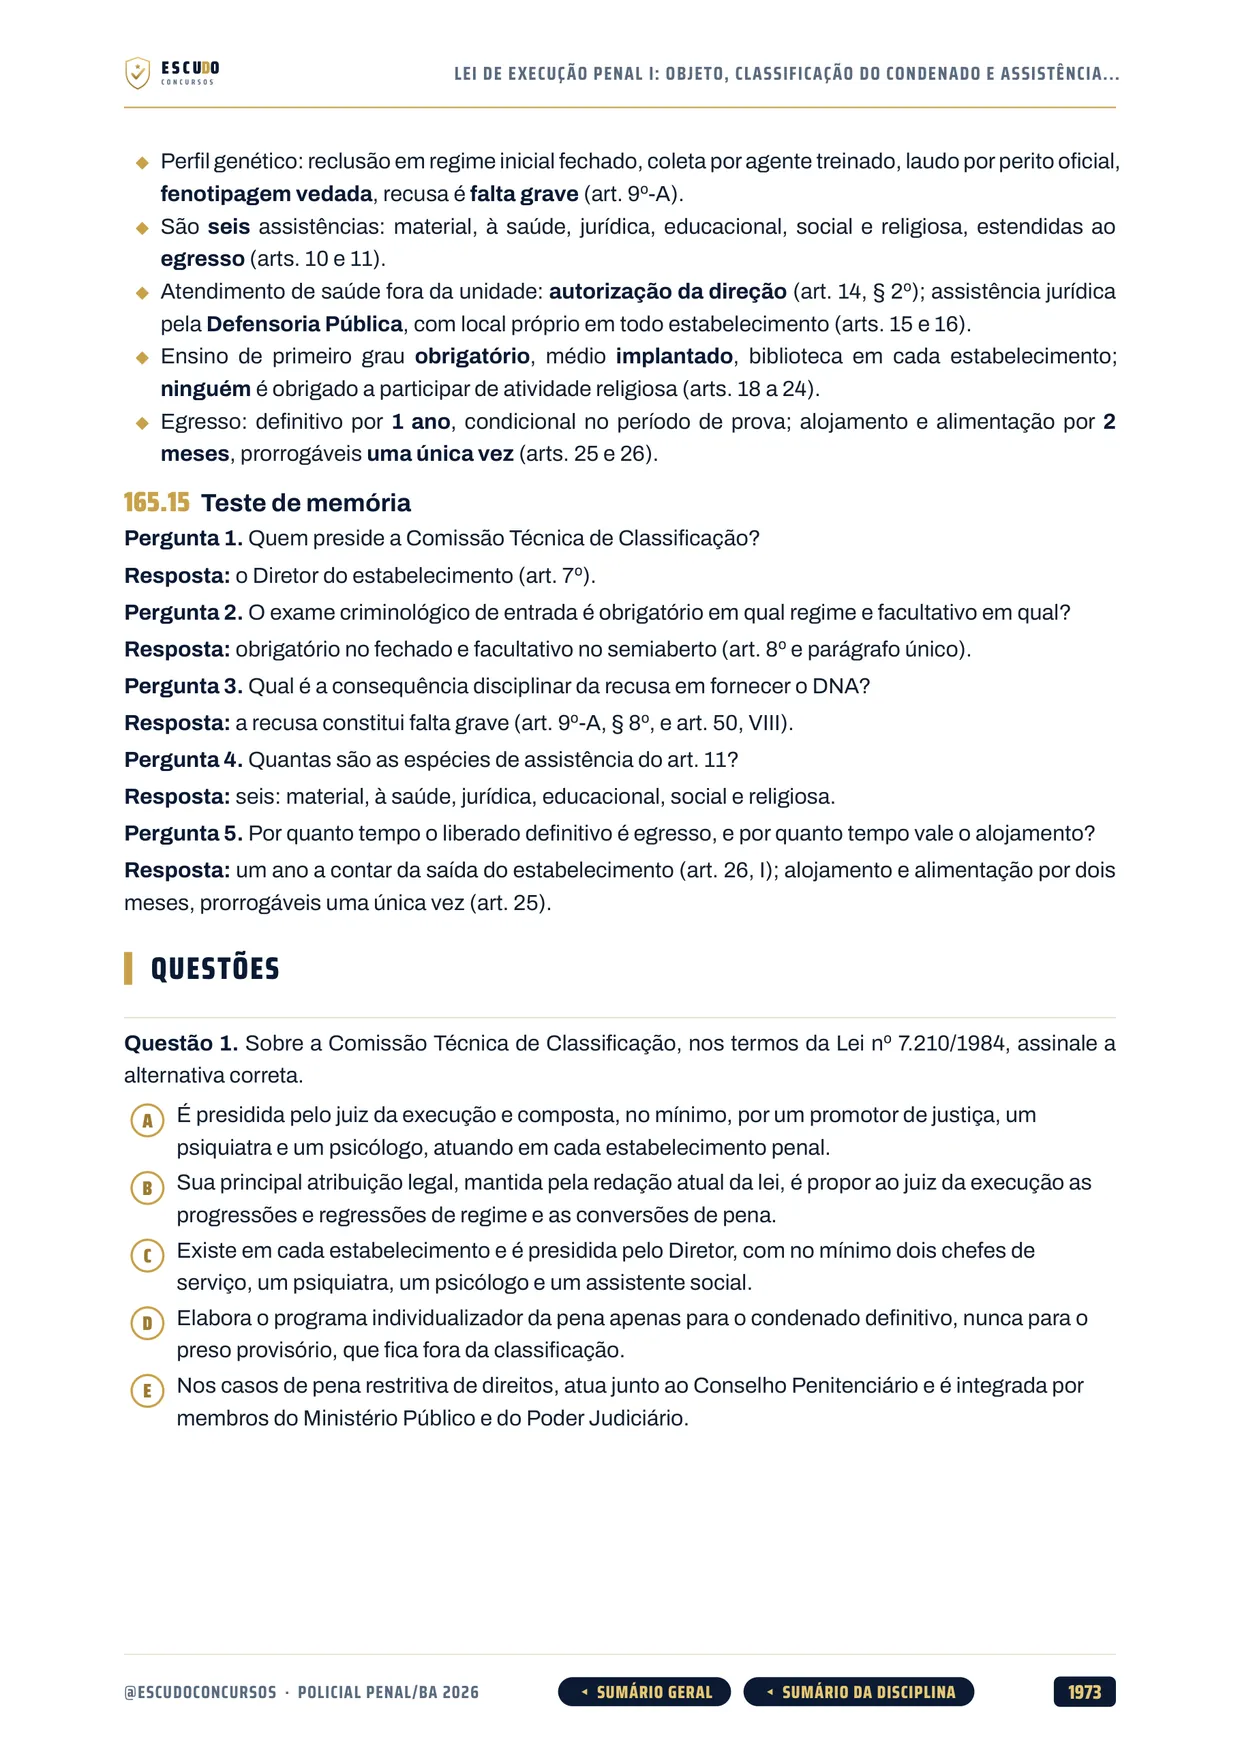 ESCUDO
CONCURSOS
LEI DE EXECUÇÃO PENAL I: OBJETO, CLASSIFICAÇÃO DO CONDENADO E ASSISTÊNCIA...
◆ Perfil genético: reclusão em regime inicial fechado, coleta por agente treinado, laudo por perito oficial,
fenotipagem vedada, recusa é falta grave (art. 9º-A).
◆ São seis assistências: material, à saúde, jurídica, educacional, social e religiosa, estendidas ao
egresso (arts. 10 e 11).
◆ Atendimento de saúde fora da unidade: autorização da direção (art. 14, § 2º); assistência jurídica
pela Defensoria Pública, com local próprio em todo estabelecimento (arts. 15 e 16).
◆ Ensino de primeiro grau obrigatório, médio implantado, biblioteca em cada estabelecimento;
ninguém é obrigado a participar de atividade religiosa (arts. 18 a 24).
◆ Egresso: definitivo por 1 ano, condicional no período de prova; alojamento e alimentação por 2
meses, prorrogáveis uma única vez (arts. 25 e 26).
165.15 Teste de memória
Pergunta 1. Quem preside a Comissão Técnica de Classificação?
Resposta: o Diretor do estabelecimento (art. 7º).
Pergunta 2. O exame criminológico de entrada é obrigatório em qual regime e facultativo em qual?
Resposta: obrigatório no fechado e facultativo no semiaberto (art. 8º e parágrafo único).
Pergunta 3. Qual é a consequência disciplinar da recusa em fornecer o DNA?
Resposta: a recusa constitui falta grave (art. 9º-A, § 8º, e art. 50, VIII).
Pergunta 4. Quantas são as espécies de assistência do art. 11?
Resposta: seis: material, à saúde, jurídica, educacional, social e religiosa.
Pergunta 5. Por quanto tempo o liberado definitivo é egresso, e por quanto tempo vale o alojamento?
Resposta: um ano a contar da saída do estabelecimento (art. 26, I); alojamento e alimentação por dois
meses, prorrogáveis uma única vez (art. 25).
QUESTÕES
Questão 1. Sobre a Comissão Técnica de Classificação, nos termos da Lei nº 7.210/1984, assinale a
alternativa correta.
A É presidida pelo juiz da execução e composta, no mínimo, por um promotor de justiça, um
psiquiatra e um psicólogo, atuando em cada estabelecimento penal.
B Sua principal atribuição legal, mantida pela redação atual da lei, é propor ao juiz da execução as
progressões e regressões de regime e as conversões de pena.
C Existe em cada estabelecimento e é presidida pelo Diretor, com no mínimo dois chefes de
serviço, um psiquiatra, um psicólogo e um assistente social.
D Elabora o programa individualizador da pena apenas para o condenado definitivo, nunca para o
preso provisório, que fica fora da classificação.
E Nos casos de pena restritiva de direitos, atua junto ao Conselho Penitenciário e é integrada por
membros do Ministério Público e do Poder Judiciário.
@ESCUDOCONCURSOS · POLICIAL PENAL/BA 2026
◂ SUMÁRIO GERAL
◂ SUMÁRIO DA DISCIPLINA
1973